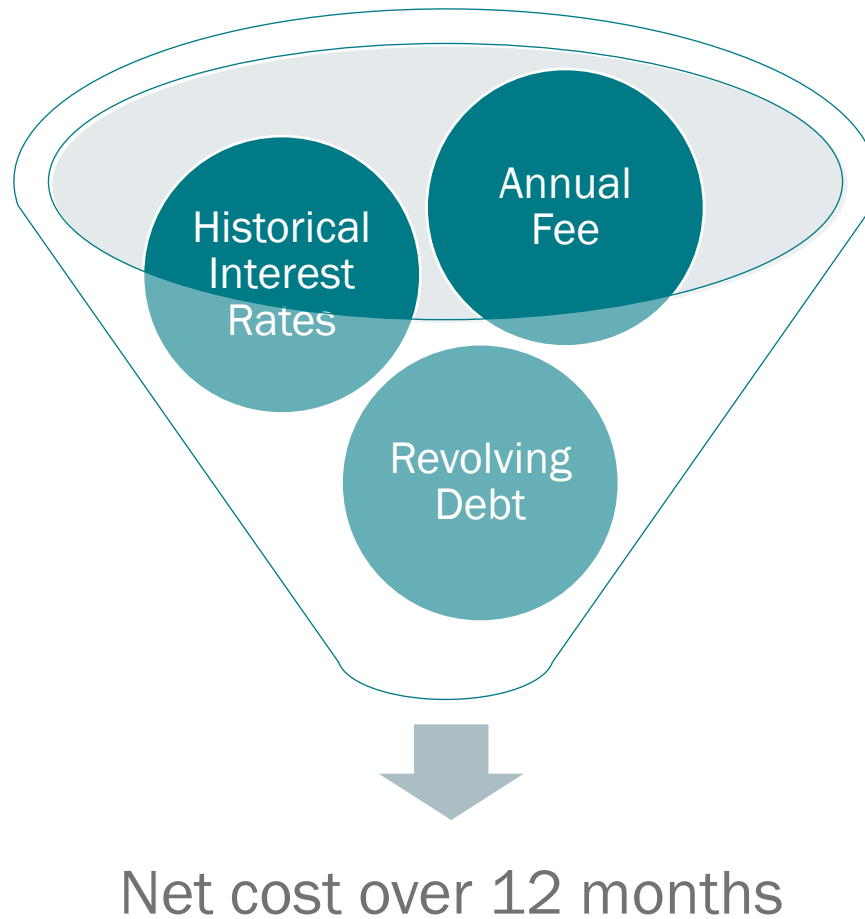 Historical
Interest
Rates
Annual
Fee
Revolving
Debt
Net cost over 12 months